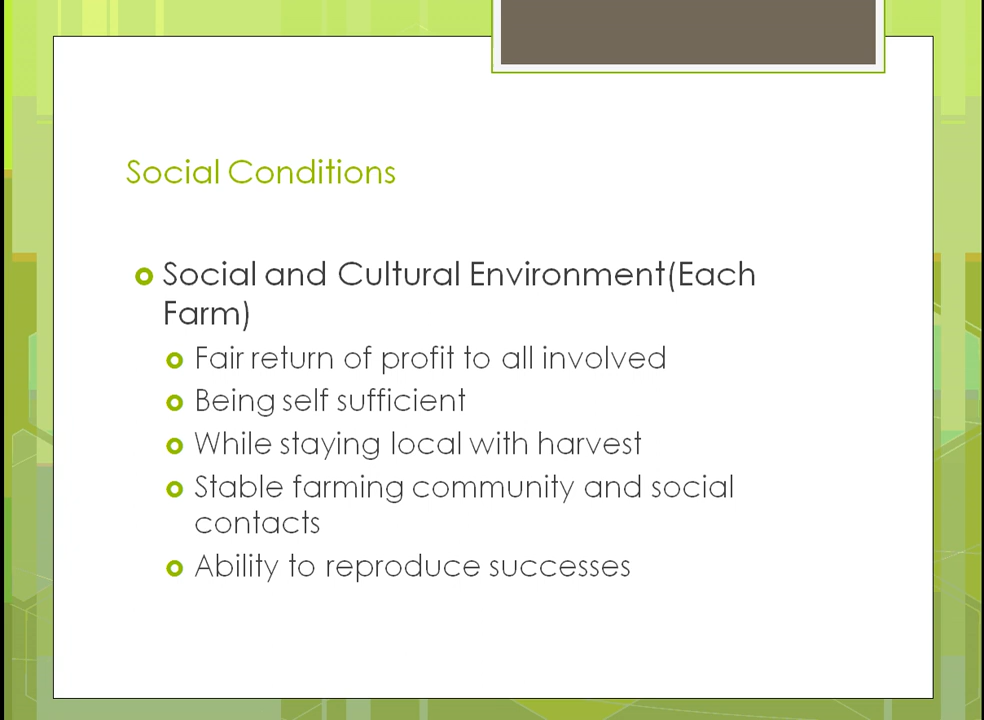 Social Conditions
Social and Cultural Environment(Each
Farm)
Fair return of profit to all involved
Being self sufficient
While staying local with harvest
Stable farming community and social
contacts
Ability to reproduce successes